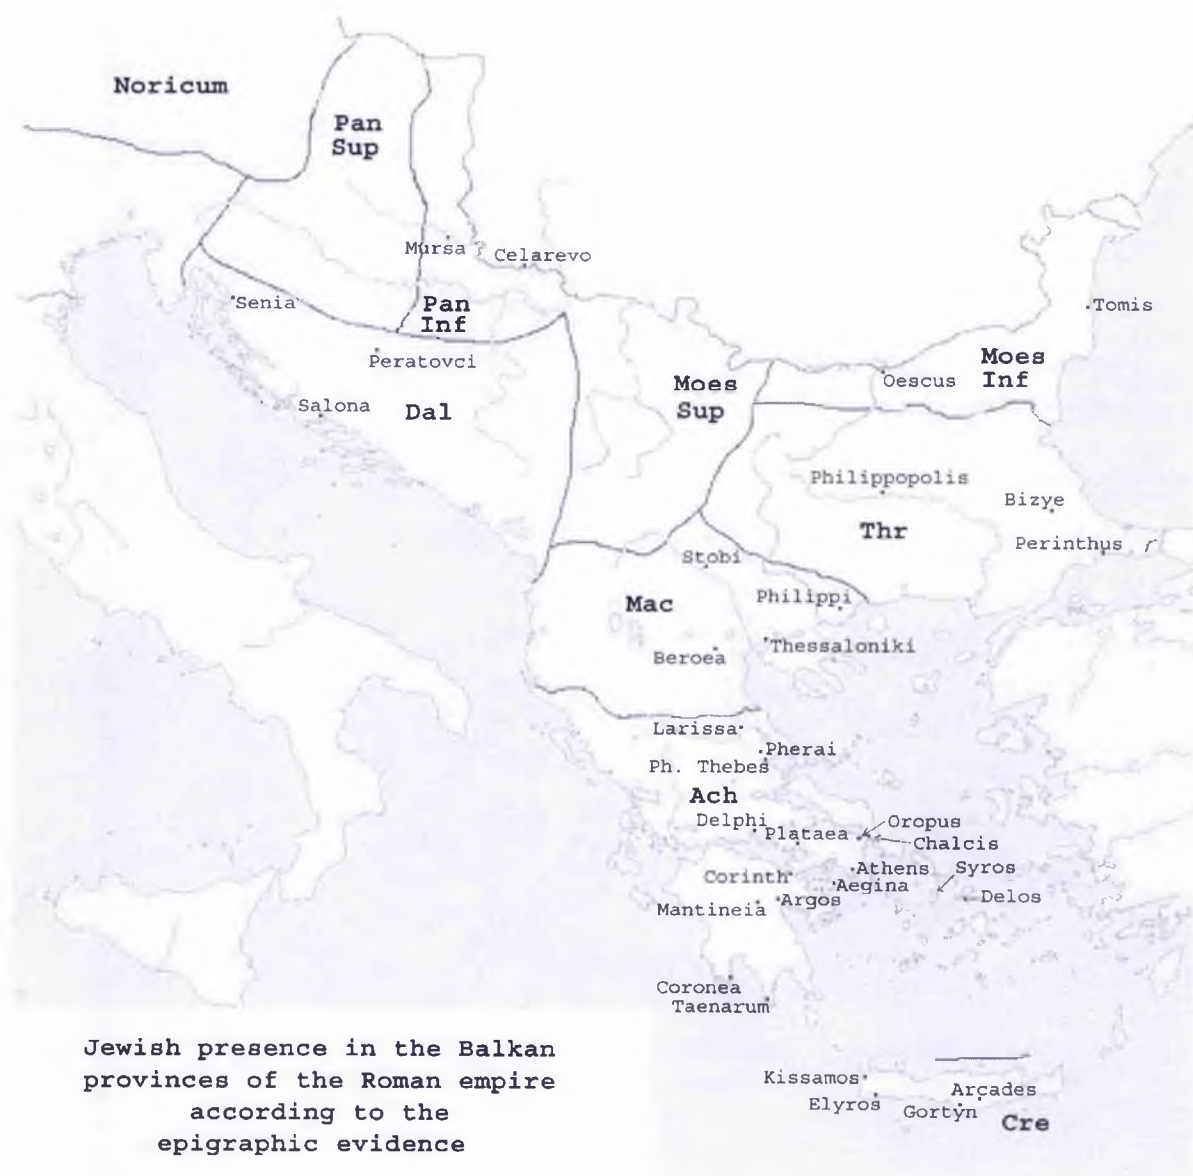 Noricum
Pan
Sup
Mursa
Celarevo
Senia
Pan
Inf
Tomis
Peratovci
Moes
Inf
Oescus
Moes
Sup
Salona
Dal
Philippopolis
Bizye
Thr
Perinthus
Stobi
Philippi
Mac
Thessaloniki
Beroea
Larissa
Pherai
Ph. Thebes
Ach
Delphi
Oropus
Plataea
Chalcis
Athens
Syros
Corinth
Aegina
Delos
Argos
Mantineia
Coronea
Taenarum
Jewish presence in the Balkan
provinces of the Roman empire
according to the
epigraphic evidence
Kissamos
Arcades
Elyros
Gortyn
Cre